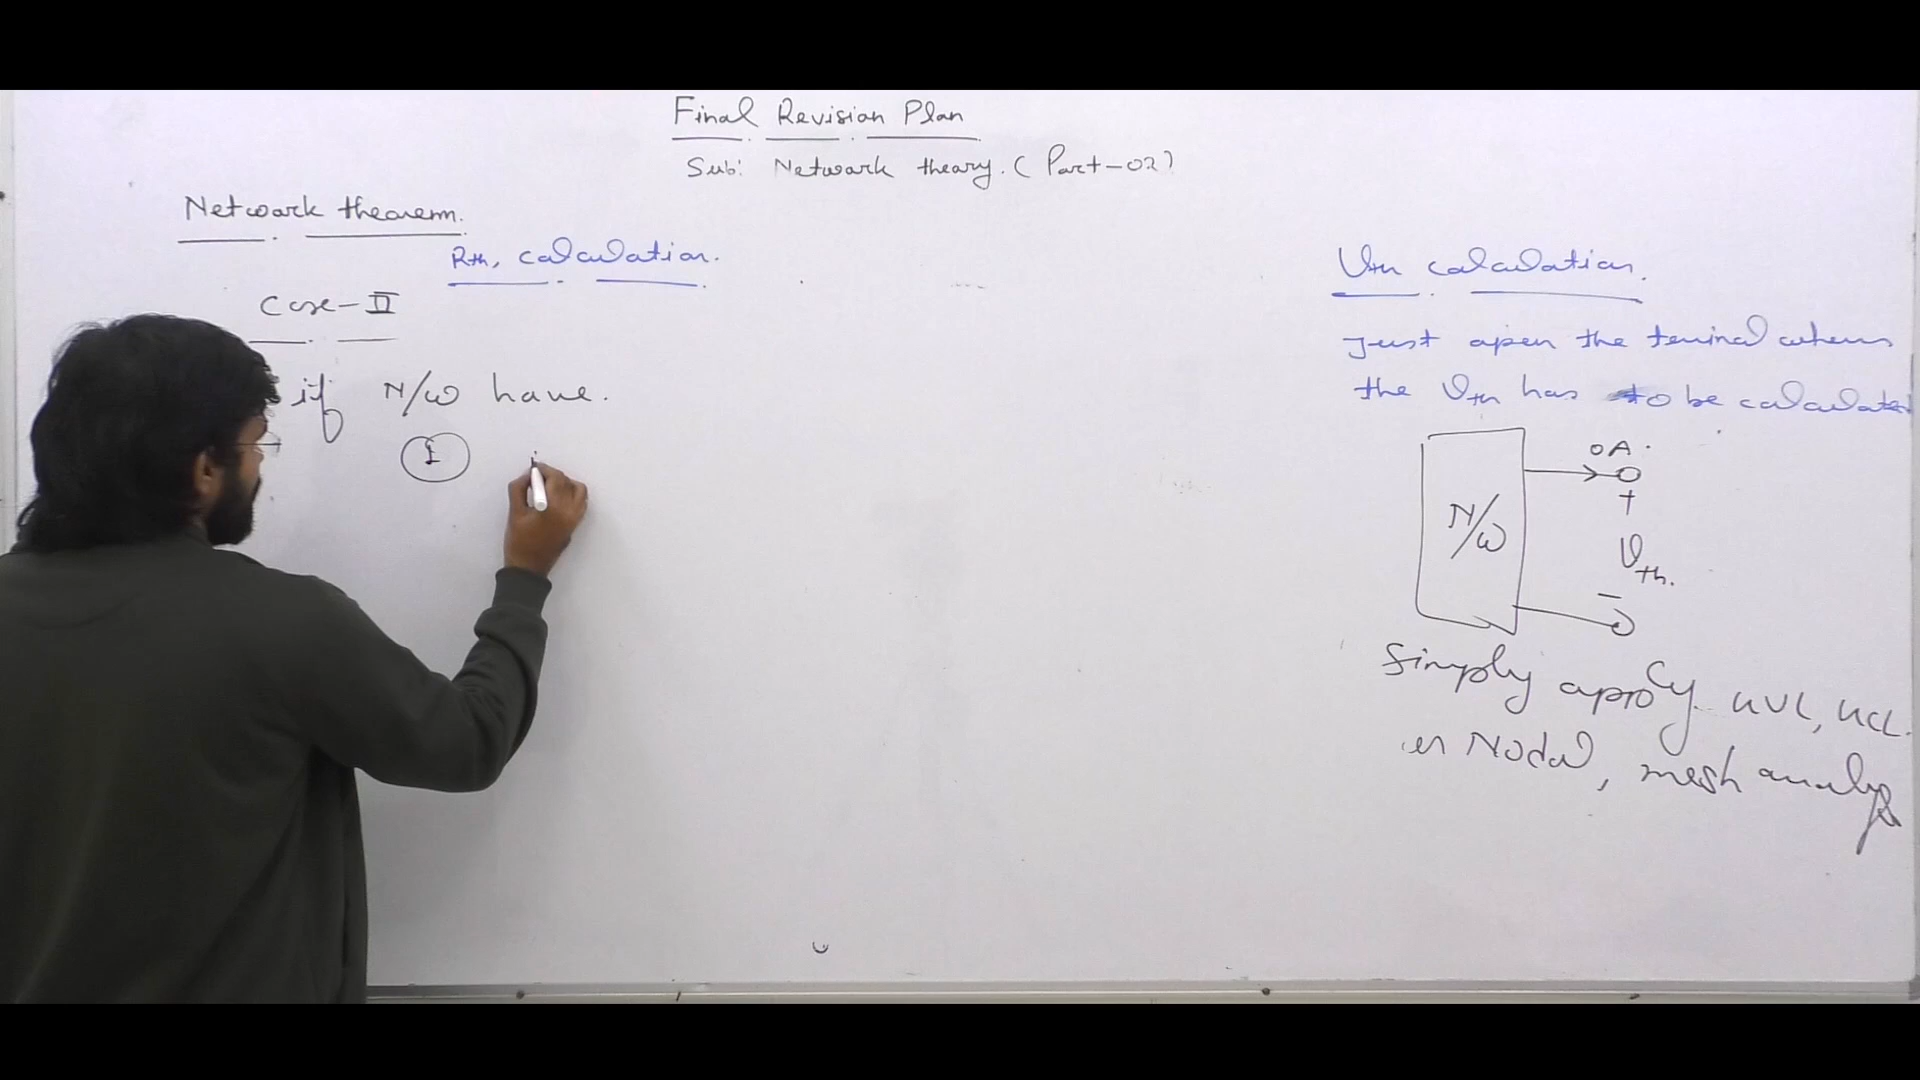 Final Revision Plan
Sub: Network theory. (Part-02)
Network theorem.
Rth, calculation.
Case-II
if N/W have.
I
Vth calculation.
Just open the terminal where
the Vth has to be calculated
0A.
+
N/W
Vth.
-
Simply apply KVL, KCL.
or Nodal, mesh analysis